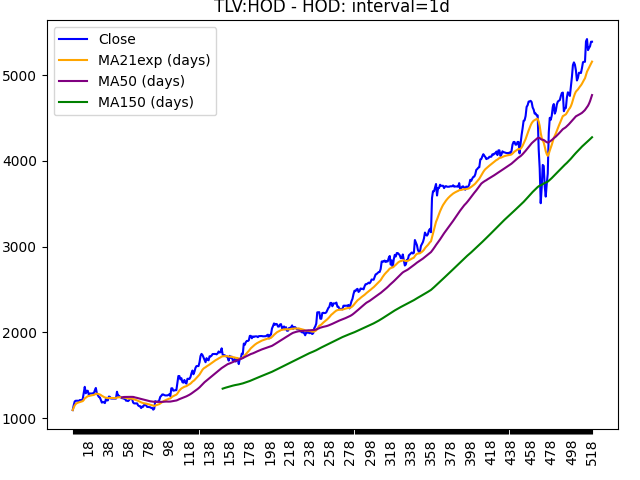 TLV:HOD - HOD: interval=1d
Close
MA21exp (days)
MA50 (days)
MA150 (days)
5000
4000
3000
2000
1000
18 38 58 78 98 118 138 158 178 198 218 238 258 278 298 318 338 358 378 398 418 438 458 478 498 518